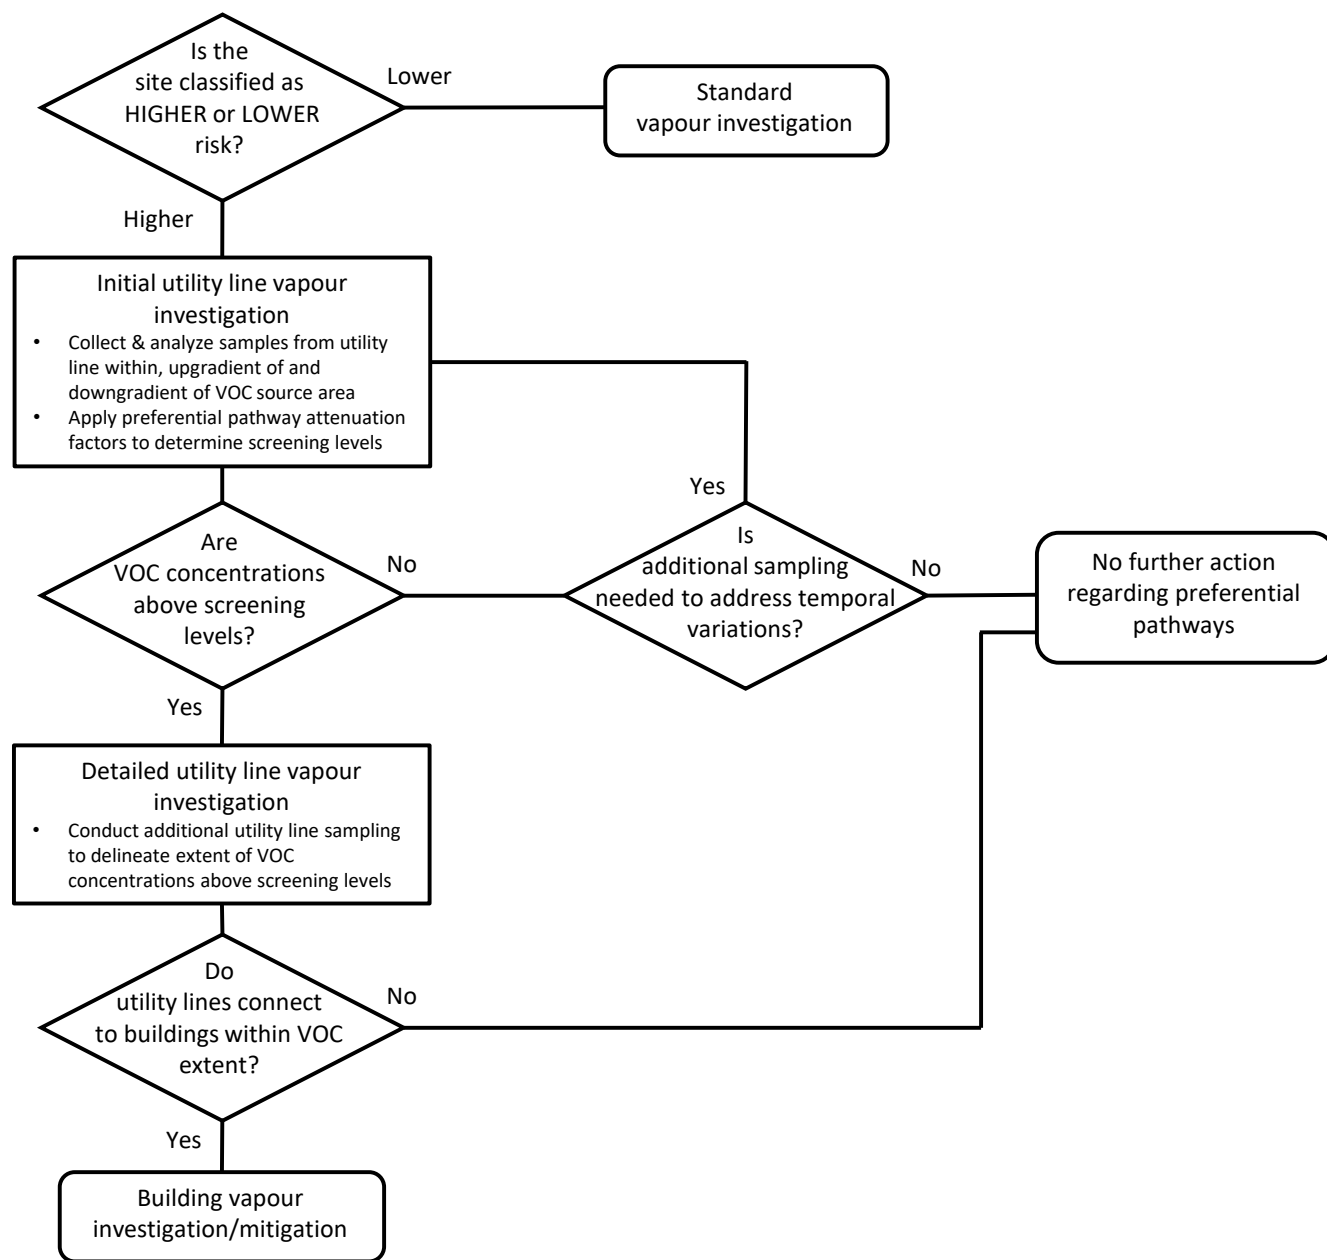 Is the
site classified as
HIGHER or LOWER
risk?
Lower
Standard
vapour investigation
Higher
Initial utility line vapour
investigation
• Collect & analyze samples from utility
line within, upgradient of and
downgradient of VOC source area
• Apply preferential pathway attenuation
factors to determine screening levels
Yes
Are
VOC concentrations
above screening
levels?
No
Is
additional sampling
needed to address temporal
variations?
No
No further action
regarding preferential
pathways
Yes
Detailed utility line vapour
investigation
• Conduct additional utility line sampling
to delineate extent of VOC
concentrations above screening levels
Do
utility lines connect
to buildings within VOC
extent?
No
Yes
Building vapour
investigation/mitigation